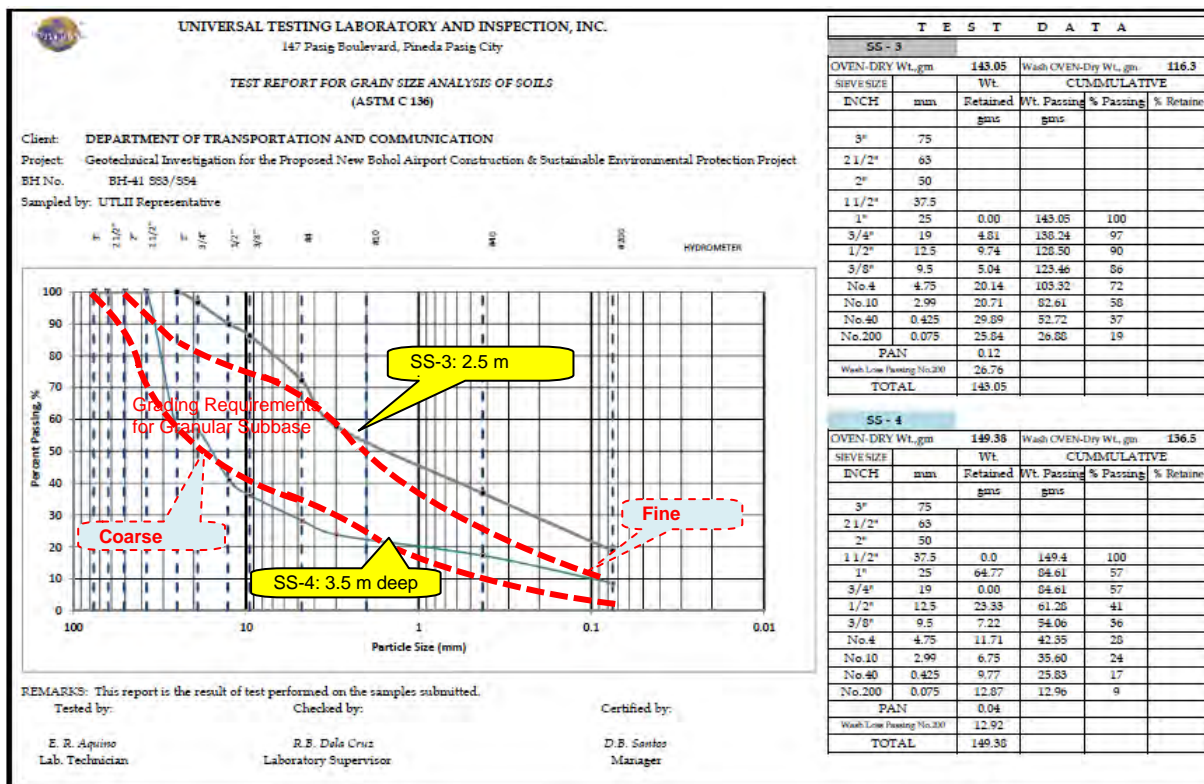 UNIVERSAL TESTING LABORATORY AND INSPECTION, INC.
147 Pasig Boulevard, Pineda Pasig City
TEST REPORT FOR GRAIN SIZE ANALYSIS OF SOILS
(ASTM C 136)
Client: DEPARTMENT OF TRANSPORTATION AND COMMUNICATION
Project: Geotechnical Investigation for the Proposed New Bohol Airport Construction & Sustainable Environmental Protection Project
BH No. BH-41 SS3/SS4
Sampled by: UTLII Representative
3" 2 1/2" 2" 1 1/2" 1" 3/4" 1/2" 3/8" #4 #10 #40 #200 HYDROMETER
100
90
80
70
60
50
40
30
20
10
0
Percent Passing, %
SS-3: 2.5 m
Grading Requirements
for Granular Subbase
Coarse
Fine
SS-4: 3.5 m deep
100 10 1 0.1 0.01
Particle Size (mm)
REMARKS: This report is the result of test performed on the samples submitted.
Tested by: Checked by: Certified by:
E. R. Aquino R.B. Dela Cruz D.B. Santos
Lab. Technician Laboratory Supervisor Manager
TEST DATA
SS - 3
OVEN-DRY Wt.,gm 143.05 Wash OVEN-Dry Wt., gm 116.3
SIEVE SIZE Wt. CUMMULATIVE
INCH mm Retained Wt. Passing % Passing % Retaine
gms gms
3" 75
2 1/2" 63
2" 50
1 1/2" 37.5
1" 25 0.00 143.05 100
3/4" 19 4.81 138.24 97
1/2" 12.5 9.74 128.50 90
3/8" 9.5 5.04 123.46 86
No.4 4.75 20.14 103.32 72
No.10 2.99 20.71 82.61 58
No.40 0.425 29.89 52.72 37
No.200 0.075 25.84 26.88 19
PAN 0.12
Wash Loss Passing No.200 26.76
TOTAL 143.05
SS - 4
OVEN-DRY Wt.,gm 149.38 Wash OVEN-Dry Wt., gm 136.5
SIEVE SIZE Wt. CUMMULATIVE
INCH mm Retained Wt. Passing % Passing % Retaine
gms gms
3" 75
2 1/2" 63
2" 50
1 1/2" 37.5 0.0 149.4 100
1" 25 64.77 84.61 57
3/4" 19 0.00 84.61 57
1/2" 12.5 23.33 61.28 41
3/8" 9.5 7.22 54.06 36
No.4 4.75 11.71 42.35 28
No.10 2.99 6.75 35.60 24
No.40 0.425 9.77 25.83 17
No.200 0.075 12.87 12.96 9
PAN 0.04
Wash Loss Passing No.200 12.92
TOTAL 149.38